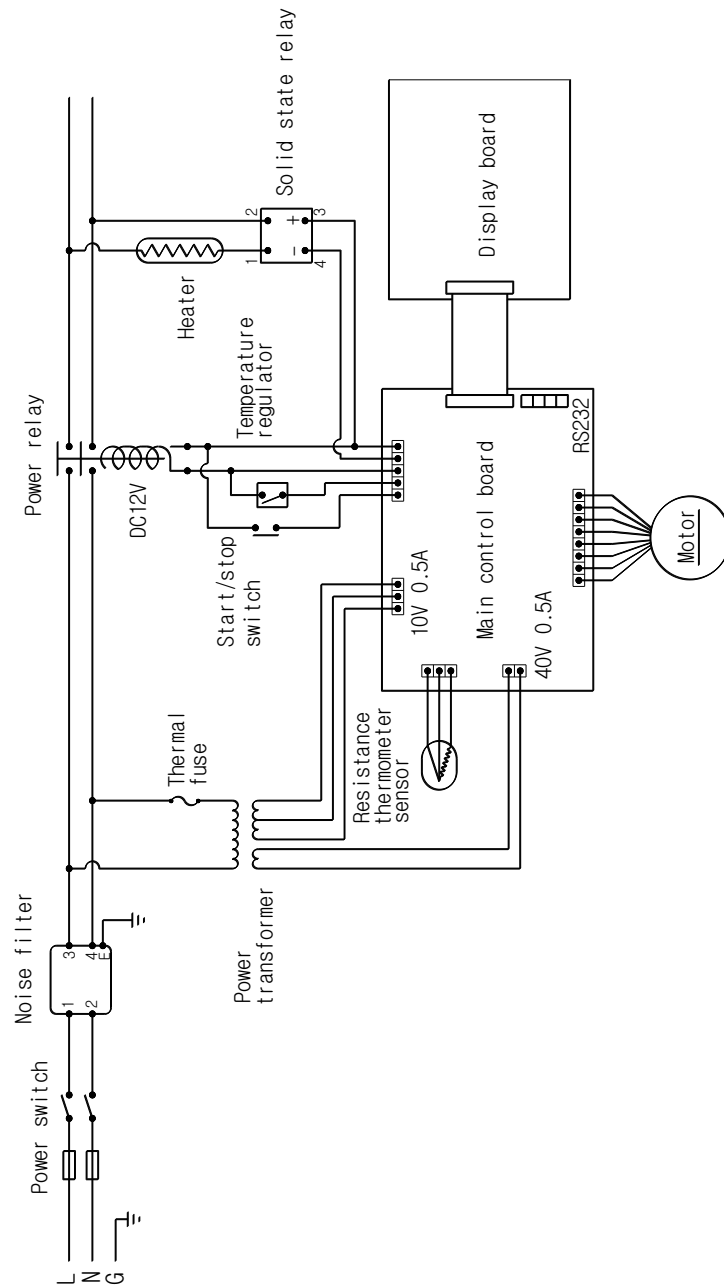 L
N
G
Power switch
Noise filter
1
2
3
4
E
Power
transformer
Thermal
fuse
Resistance
thermometer
sensor
Power relay
DC12V
Start/stop
switch
Temperature
regulator
Heater
Solid state relay
1
2
−
+
4
3
10V 0.5A
Main control board
40V 0.5A
RS232
Motor
Display board